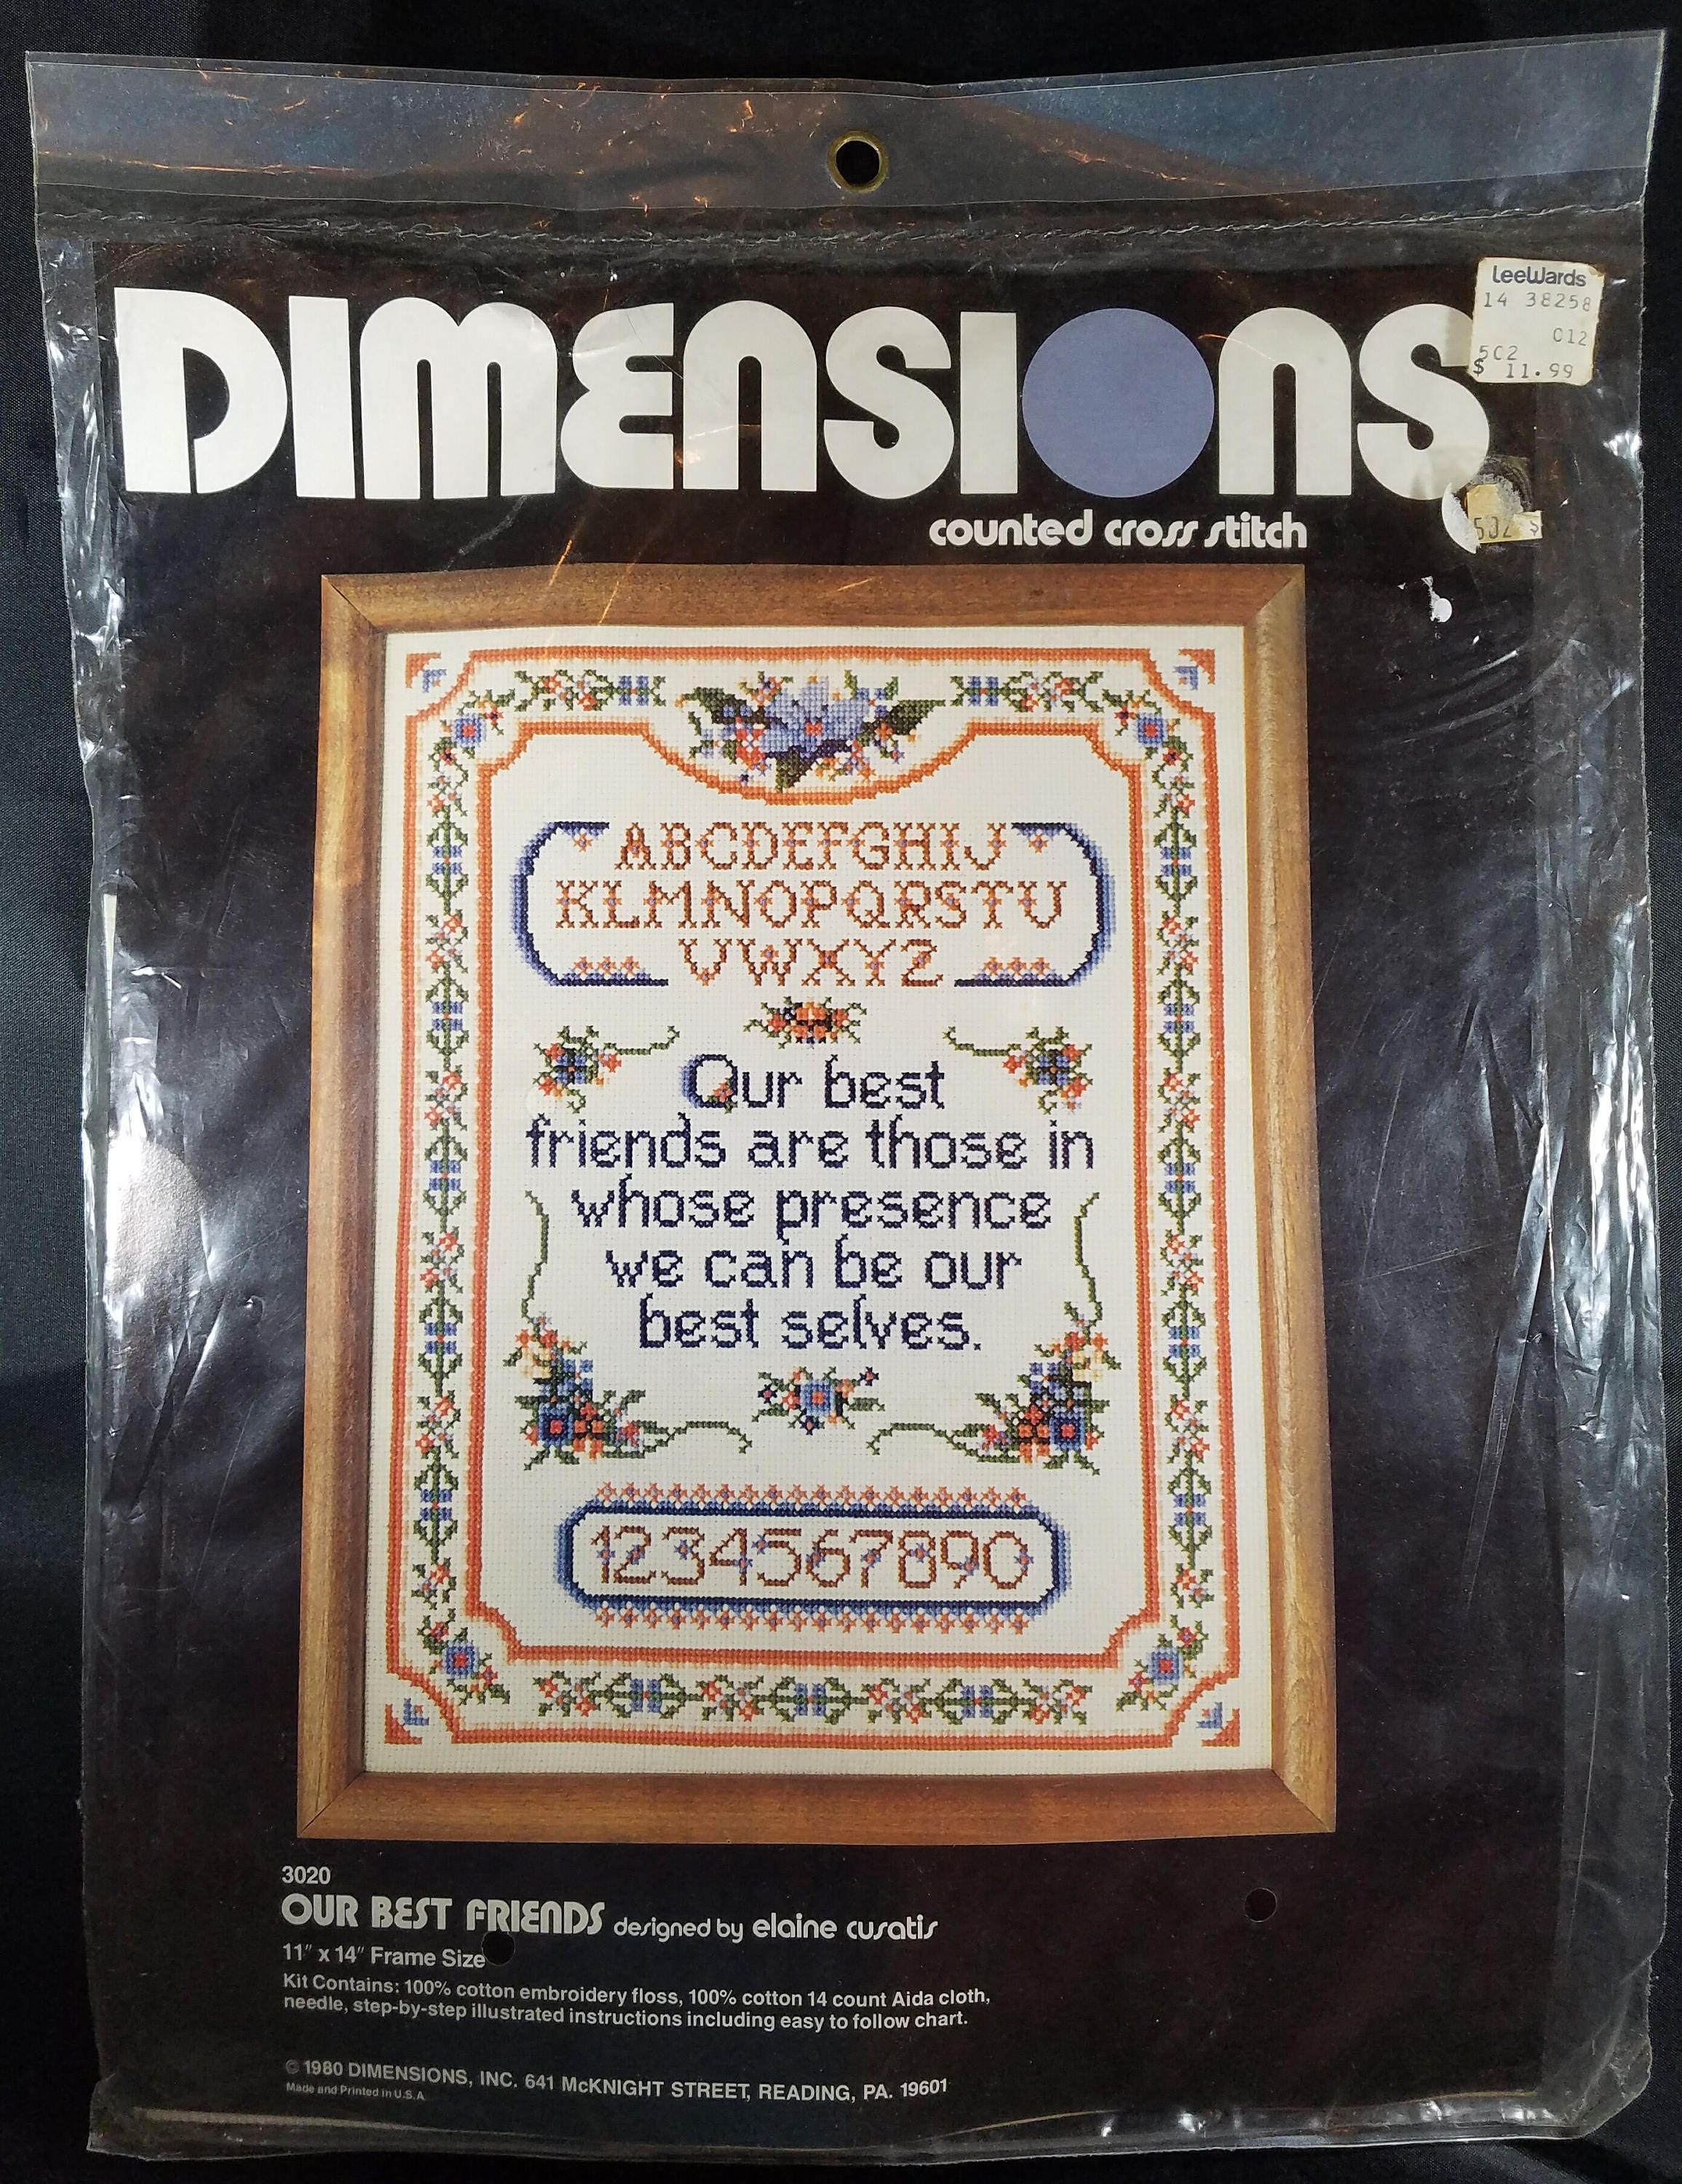 LeeWards
14 38258
C12
5C2
$ 11.99
DIMENSIONS
counted cross stitch
502 $
ABCDEFGHIJ
KLMNOPQRSTU
VWXYZ
Our best
friends are those in
whose presence
we can be our
best selves.
1234567890
3020
OUR BEST FRIENDS designed by elaine cusatis
11" x 14" Frame Size
Kit Contains: 100% cotton embroidery floss, 100% cotton 14 count Aida cloth,
needle, step-by-step illustrated instructions including easy to follow chart.
© 1980 DIMENSIONS, INC. 641 McKNIGHT STREET, READING, PA. 19601
Made and Printed in U.S.A.